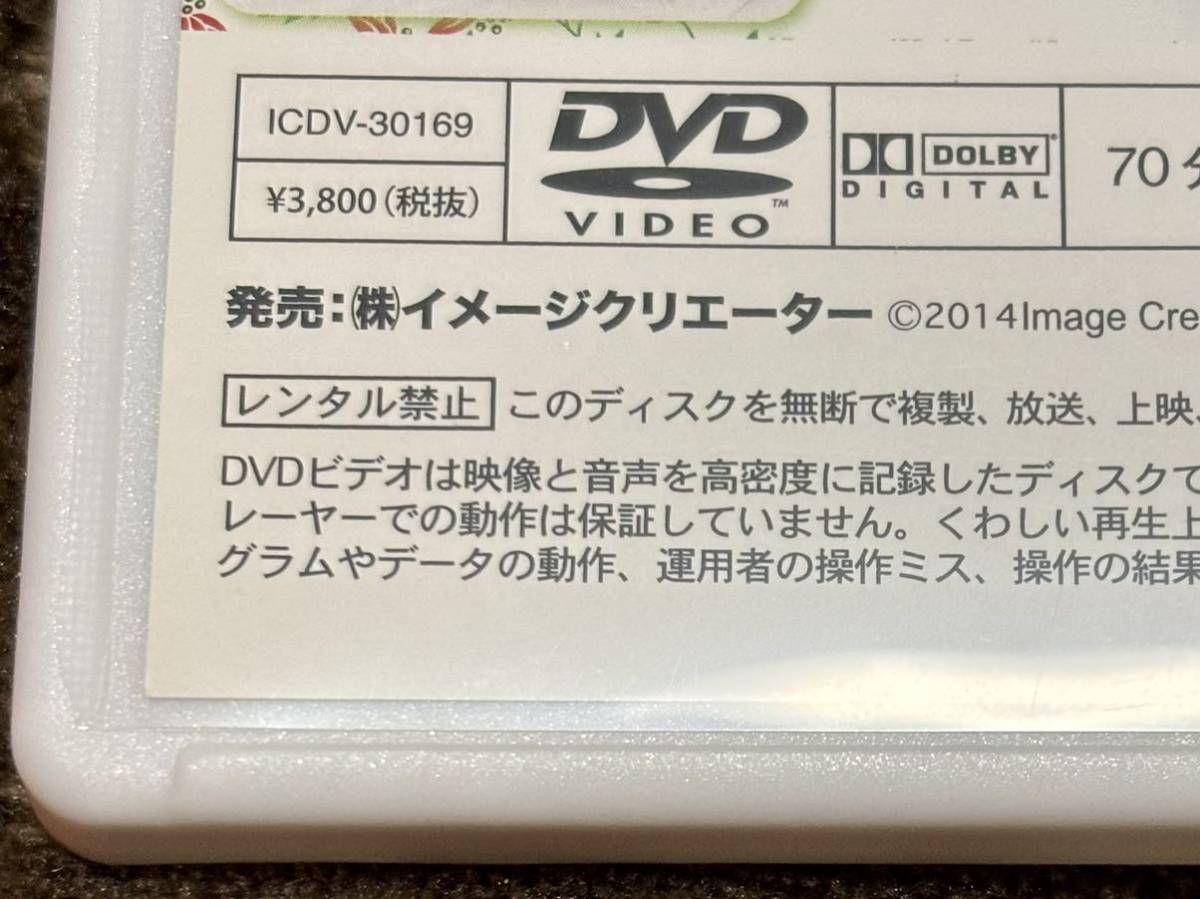 ICDV-30169
¥3,800(税抜)
DVD
VIDEO™
DOLBY
DIGITAL
70分
発売:㈱イメージクリエーター ©2014Image Cre
レンタル禁止 このディスクを無断で複製、放送、上映、
DVDビデオは映像と音声を高密度に記録したディスクで
レーヤーでの動作は保証していません。くわしい再生上
グラムやデータの動作、運用者の操作ミス、操作の結果